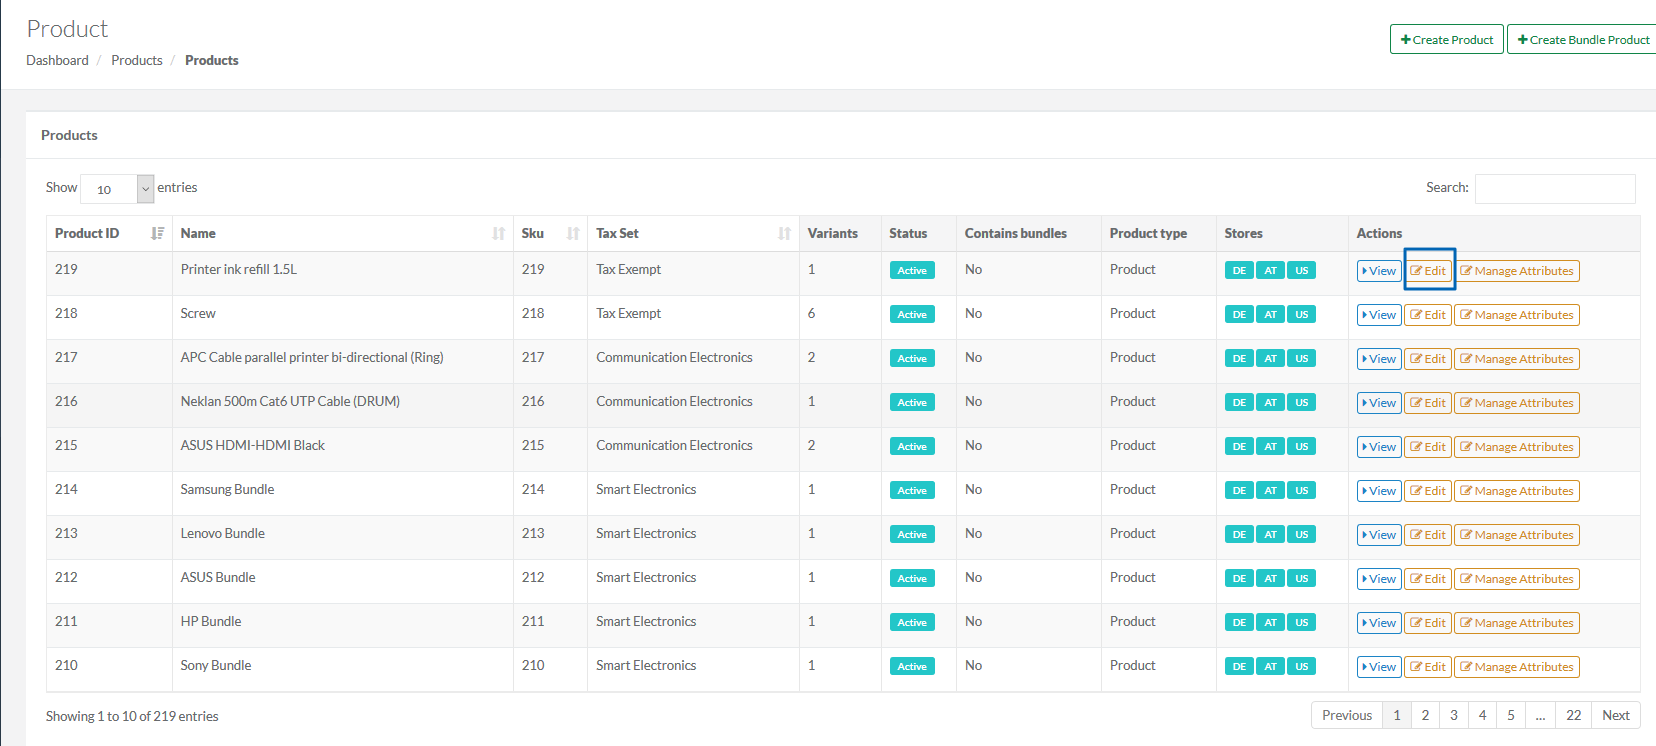 Product
Dashboard / Products / Products
Create Product Create Bundle Product
Products
Show 10 entries Search:
Product ID Name Sku Tax Set Variants Status Contains bundles Product type Stores Actions
219 Printer ink refill 1.5L 219 Tax Exempt 1 Active No Product DE AT US View Edit Manage Attributes
218 Screw 218 Tax Exempt 6 Active No Product DE AT US View Edit Manage Attributes
217 APC Cable parallel printer bi-directional (Ring) 217 Communication Electronics 2 Active No Product DE AT US View Edit Manage Attributes
216 Neklan 500m Cat6 UTP Cable (DRUM) 216 Communication Electronics 1 Active No Product DE AT US View Edit Manage Attributes
215 ASUS HDMI-HDMI Black 215 Communication Electronics 2 Active No Product DE AT US View Edit Manage Attributes
214 Samsung Bundle 214 Smart Electronics 1 Active No Product DE AT US View Edit Manage Attributes
213 Lenovo Bundle 213 Smart Electronics 1 Active No Product DE AT US View Edit Manage Attributes
212 ASUS Bundle 212 Smart Electronics 1 Active No Product DE AT US View Edit Manage Attributes
211 HP Bundle 211 Smart Electronics 1 Active No Product DE AT US View Edit Manage Attributes
210 Sony Bundle 210 Smart Electronics 1 Active No Product DE AT US View Edit Manage Attributes
Showing 1 to 10 of 219 entries Previous 1 2 3 4 5 ... 22 Next